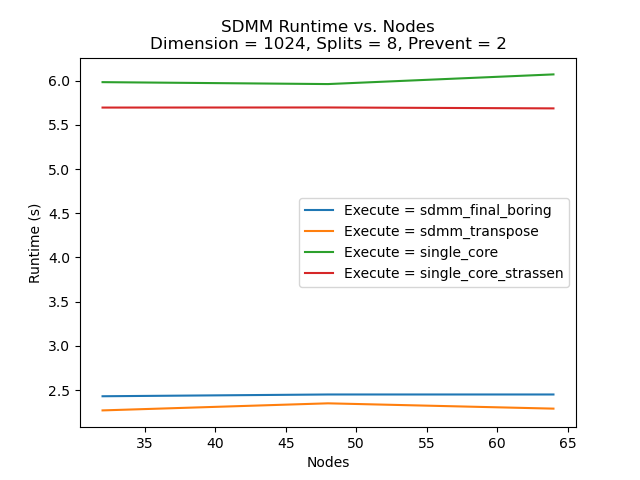 SDMM Runtime vs. Nodes
Dimension = 1024, Splits = 8, Prevent = 2
6.0
5.5
5.0
4.5
4.0
3.5
3.0
2.5
Runtime (s)
Execute = sdmm_final_boring
Execute = sdmm_transpose
Execute = single_core
Execute = single_core_strassen
35 40 45 50 55 60 65
Nodes